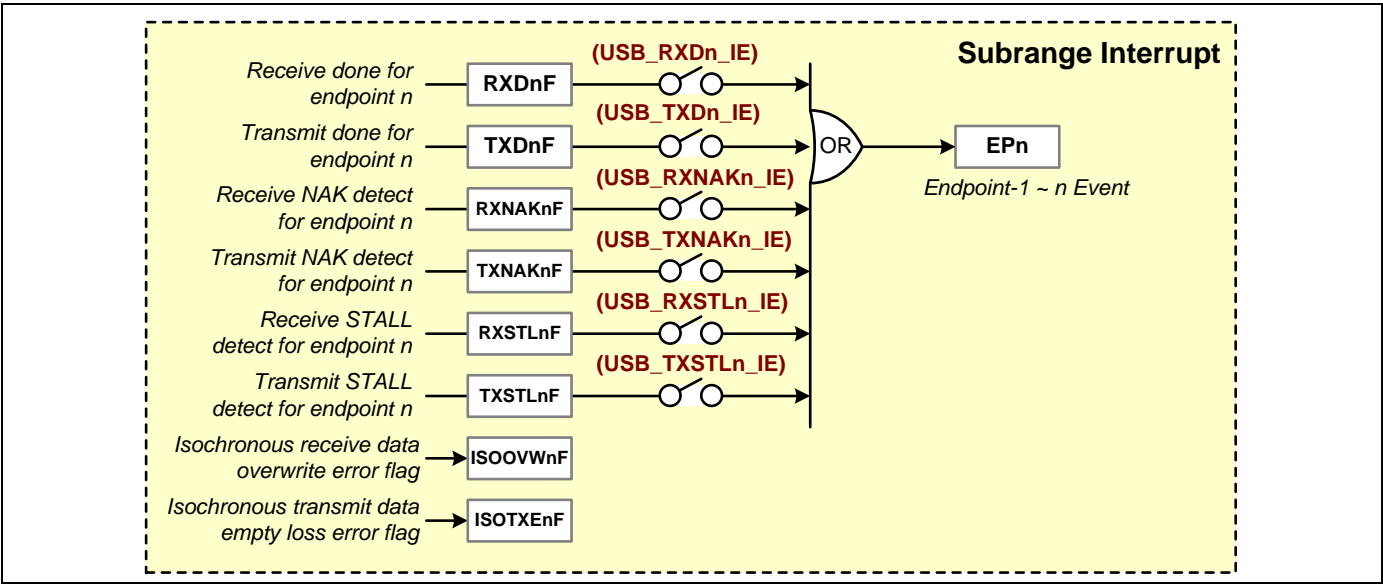 Subrange Interrupt
(USB_RXDn_IE)
Receive done for
endpoint n
RXDnF
(USB_TXDn_IE)
Transmit done for
endpoint n
TXDnF
OR
EPn
Endpoint-1 ~ n Event
(USB_RXNAKn_IE)
Receive NAK detect
for endpoint n
RXNAKnF
(USB_TXNAKn_IE)
Transmit NAK detect
for endpoint n
TXNAKnF
(USB_RXSTLn_IE)
Receive STALL
detect for endpoint n
RXSTLnF
(USB_TXSTLn_IE)
Transmit STALL
detect for endpoint n
TXSTLnF
Isochronous receive data
overwrite error flag
ISOOVWnF
Isochronous transmit data
empty loss error flag
ISOTXEnF